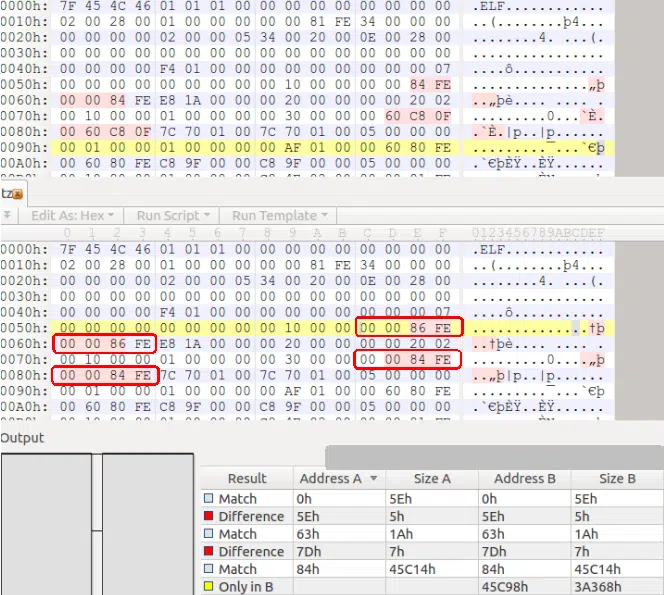 0000h: 7F 45 4C 46 01 01 01 00 00 00 00 00 00 00 00 00 .ELF............
0010h: 02 00 28 00 01 00 00 00 00 00 81 FE 34 00 00 00 ..(........þ4...
0020h: 00 00 00 00 02 00 00 05 34 00 20 00 0E 00 28 00 ........4. ...(.
0030h: 00 00 00 00 00 00 00 00 00 00 00 00 00 00 00 00 ................
0040h: 00 00 00 00 F4 01 00 00 00 00 00 00 00 00 00 07 ....ô...........
0050h: 00 00 00 00 00 00 00 00 00 10 00 00 00 00 84 FE ..............„þ
0060h: 00 00 84 FE E8 1A 00 00 00 20 00 00 00 00 20 02 ..„þè.... .... .
0070h: 00 10 00 00 01 00 00 00 00 30 00 00 00 60 C8 0F .........0...`È.
0080h: 00 60 C8 0F 7C 70 01 00 7C 70 01 00 05 00 00 00 .`È.|p..|p......
0090h: 00 01 00 00 01 00 00 00 00 AF 01 00 00 60 80 FE .........¯...`€þ
00A0h: 00 60 80 FE C8 9F 00 00 C8 9F 00 00 05 00 00 00 .`€þÈŸ..ÈŸ......
tz
Edit As: Hex Run Script Run Template
0 1 2 3 4 5 6 7 8 9 A B C D E F 0123456789ABCDEF
0000h: 7F 45 4C 46 01 01 01 00 00 00 00 00 00 00 00 00 .ELF............
0010h: 02 00 28 00 01 00 00 00 00 00 81 FE 34 00 00 00 ..(........þ4...
0020h: 00 00 00 00 02 00 00 05 34 00 20 00 0E 00 28 00 ........4. ...(.
0030h: 00 00 00 00 00 00 00 00 00 00 00 00 00 00 00 00 ................
0040h: 00 00 00 00 F4 01 00 00 00 00 00 00 00 00 00 07 ....ô...........
0050h: 00 00 00 00 00 00 00 00 00 10 00 00 00 00 86 FE ..............†þ
0060h: 00 00 86 FE E8 1A 00 00 00 20 00 00 00 00 20 02 ..†þè.... .... .
0070h: 00 10 00 00 01 00 00 00 00 30 00 00 00 00 84 FE .........0....„þ
0080h: 00 00 84 FE 7C 70 01 00 7C 70 01 00 05 00 00 00 ..„þ|p..|p......
0090h: 00 01 00 00 01 00 00 00 00 AF 01 00 00 60 80 FE .........¯...`€þ
00A0h: 00 60 80 FE C8 9F 00 00 C8 9F 00 00 05 00 00 00 .`€þÈŸ..ÈŸ......
Output
Result Address A Size A Address B Size B
Match 0h 5Eh 0h 5Eh
Difference 5Eh 5h 5Eh 5h
Match 63h 1Ah 63h 1Ah
Difference 7Dh 7h 7Dh 7h
Match 84h 45C14h 84h 45C14h
Only in B 45C98h 3A368h